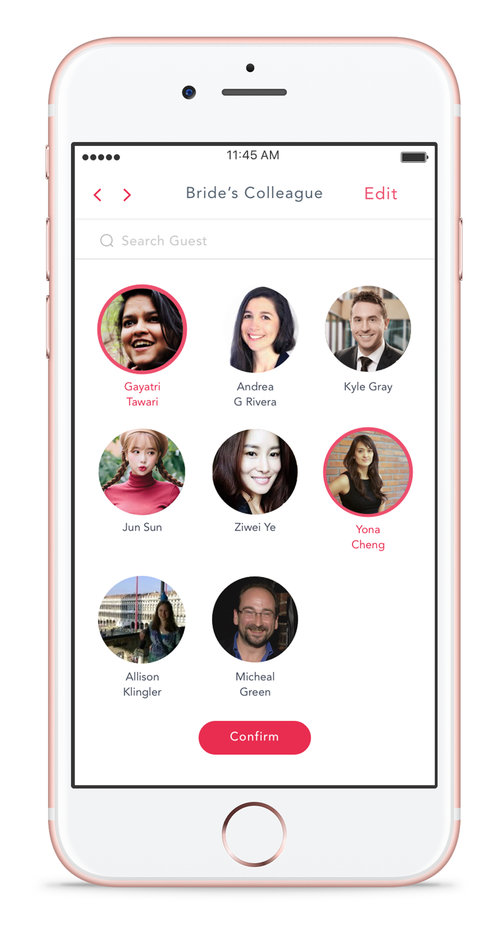 11:45 AM
Bride's Colleague
Edit
Search Guest
Gayatri
Tawari
Andrea
G Rivera
Kyle Gray
Jun Sun
Ziwei Ye
Yona
Cheng
Allison
Klingler
Micheal
Green
Confirm